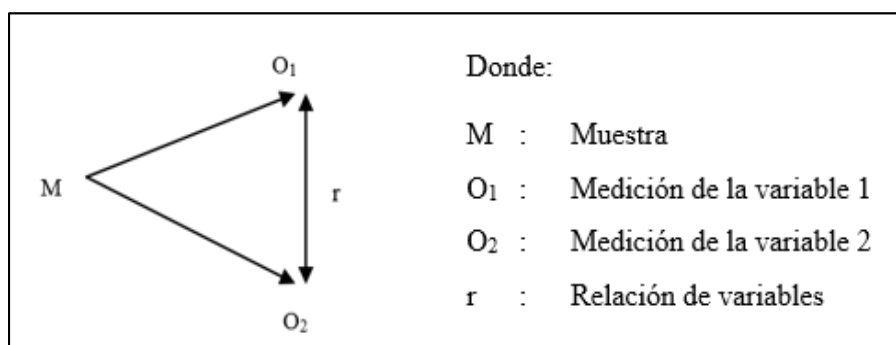 O₁
M
r
O₂
Donde:
M : Muestra
O₁ : Medición de la variable 1
O₂ : Medición de la variable 2
r : Relación de variables